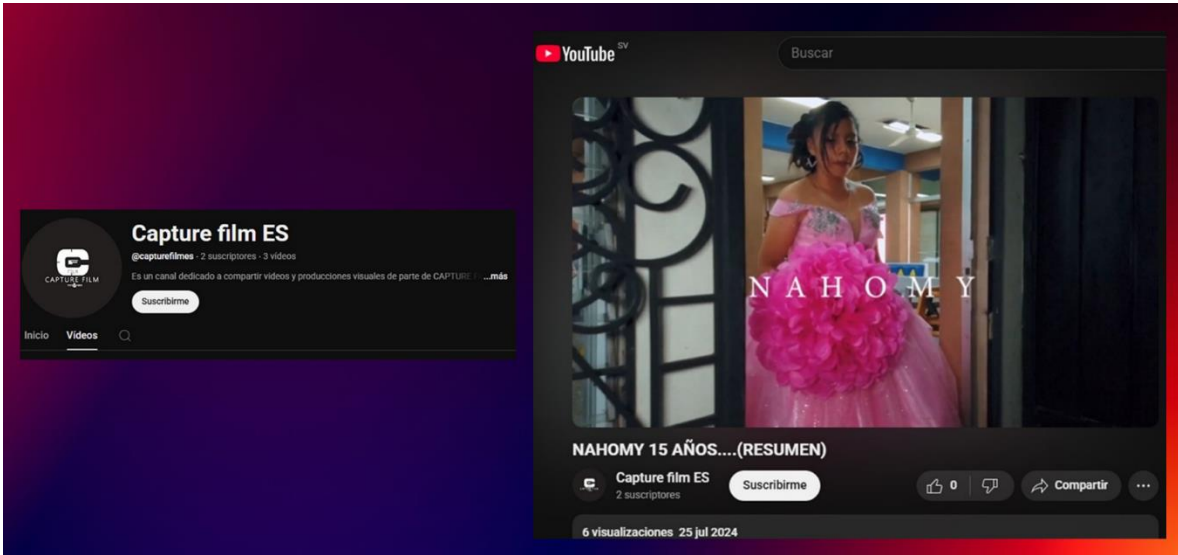 Capture film ES
@capturefilmes · 2 suscriptores · 3 videos
Es un canal dedicado a compartir videos y producciones visuales de parte de CAPTURE ...más
Suscribirme
CAPTURE FILM
Inicio Videos
YouTube SV
Buscar
NAHOMY
NAHOMY 15 AÑOS....(RESUMEN)
Capture film ES
2 suscriptores
Suscribirme
0
Compartir
6 visualizaciones 25 jul 2024